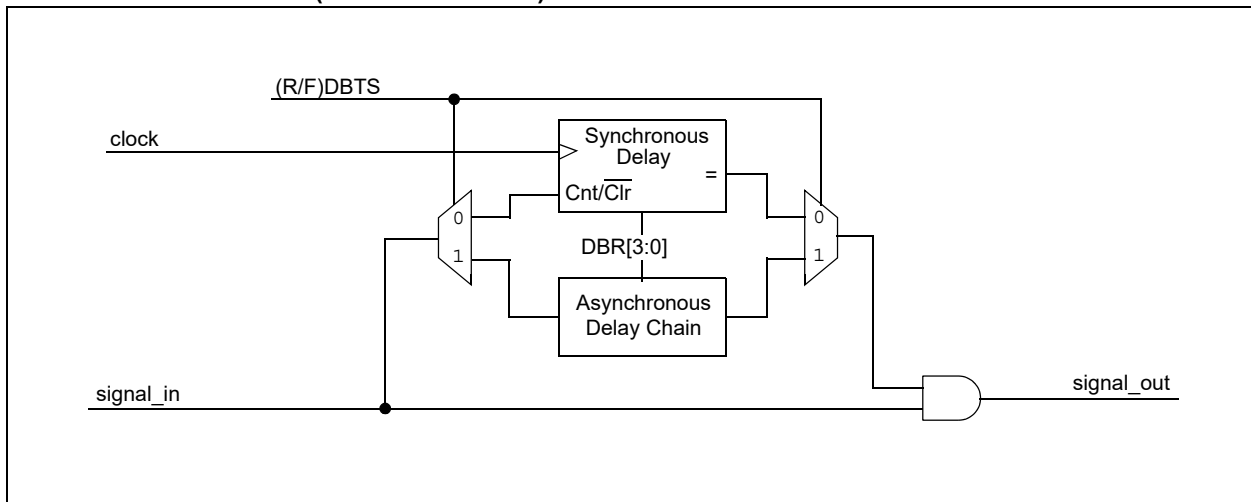 (R/F)DBTS
clock
Synchronous
Delay
=
Cnt/Clr
0
0
DBR[3:0]
1
1
Asynchronous
Delay Chain
signal_in
signal_out